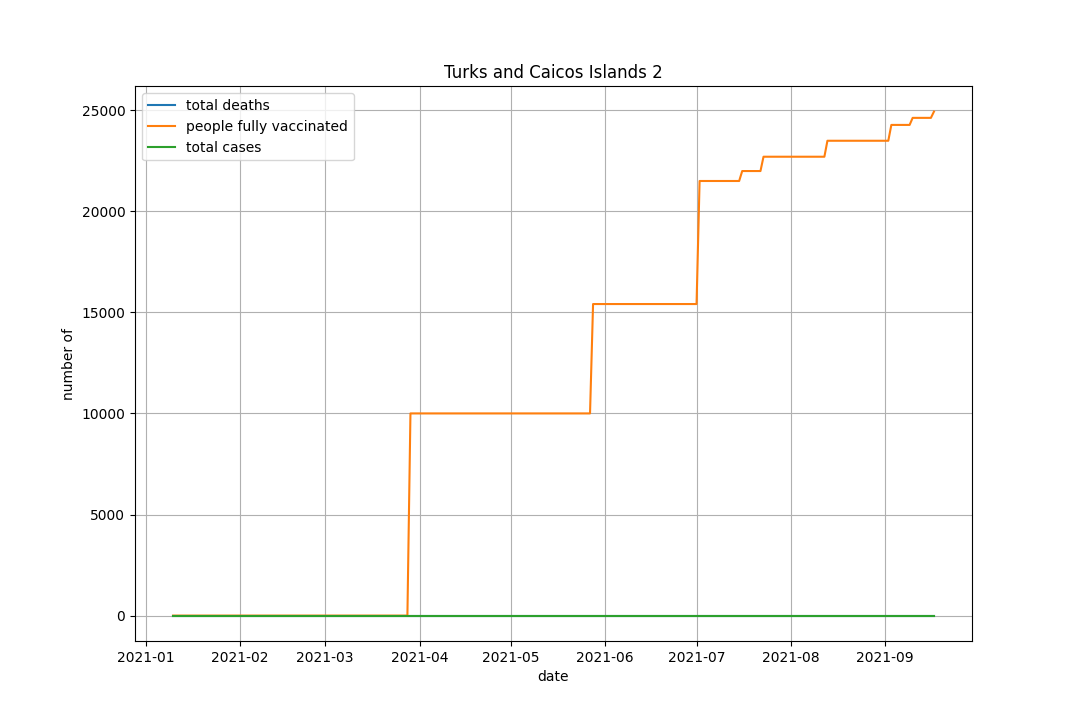 Turks and Caicos Islands 2
total deaths
people fully vaccinated
total cases
25000
20000
15000
10000
5000
0
number of
2021-01 2021-02 2021-03 2021-04 2021-05 2021-06 2021-07 2021-08 2021-09
date